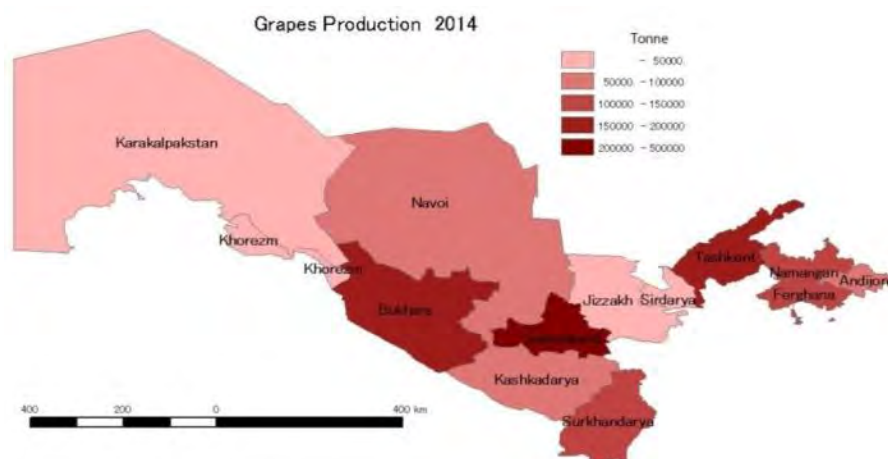 Grapes Production 2014
Tonne
- 50000
50000 - 100000
100000 - 150000
150000 - 200000
200000 - 500000
Karakalpakstan
Navoi
Khorezm
Khorezm
Tashkent
Namangan
Andijon
Ferghana
Jizzakh
Sirdarya
Bukhara
Kashkadarya
Surkhandarya
400 200 0 400 km